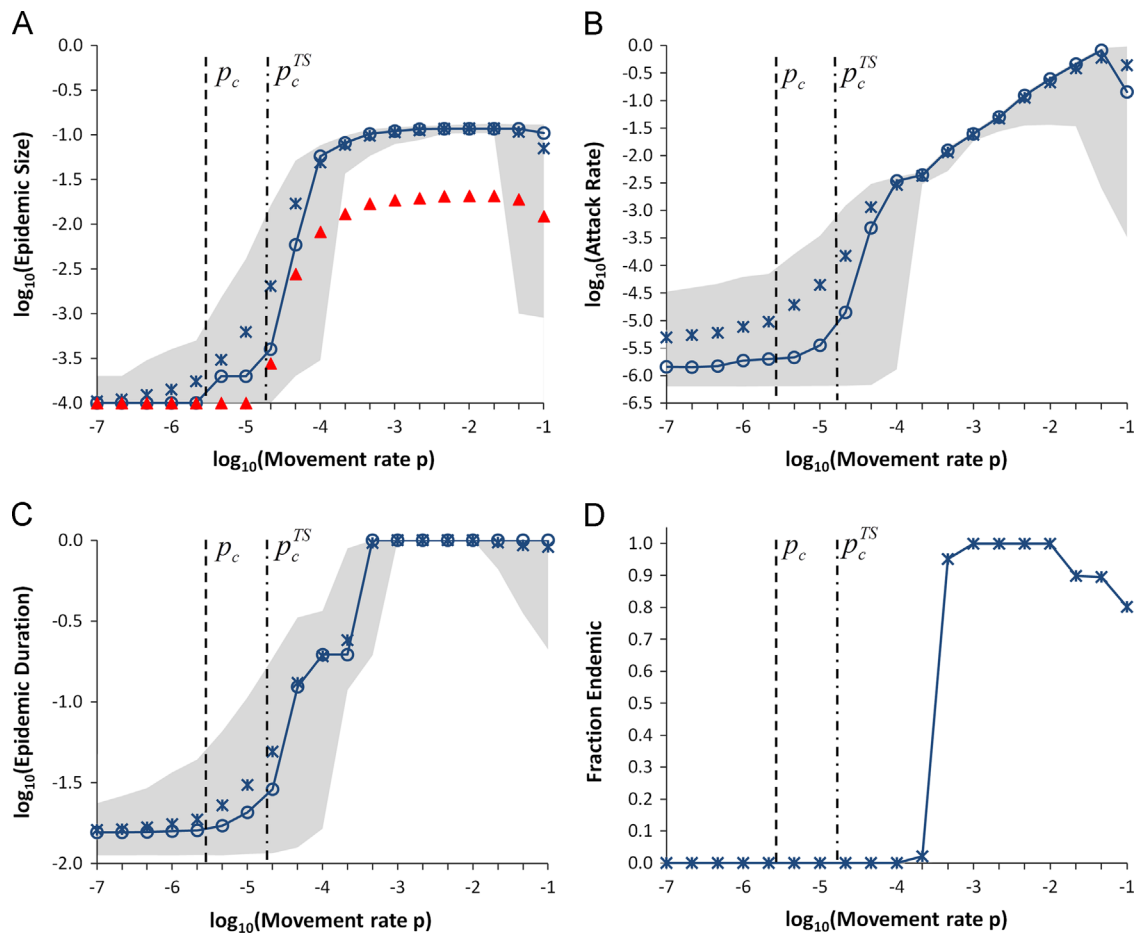 A
0.0
-0.5
-1.0
-1.5
-2.0
-2.5
-3.0
-3.5
-4.0
log10(Epidemic Size)
pc
pcTS
-7 -6 -5 -4 -3 -2 -1
log10(Movement rate p)
B
0.0
-0.5
-1.0
-1.5
-2.0
-2.5
-3.0
-3.5
-4.0
-4.5
-5.0
-5.5
-6.0
-6.5
log10(Attack Rate)
pc
pcTS
-7 -6 -5 -4 -3 -2 -1
log10(Movement rate p)
C
0.0
-0.5
-1.0
-1.5
-2.0
log10(Epidemic Duration)
pc
pcTS
-7 -6 -5 -4 -3 -2 -1
log10(Movement rate p)
D
1.0
0.9
0.8
0.7
0.6
0.5
0.4
0.3
0.2
0.1
0.0
Fraction Endemic
pc
pcTS
-7 -6 -5 -4 -3 -2 -1
log10(Movement rate p)